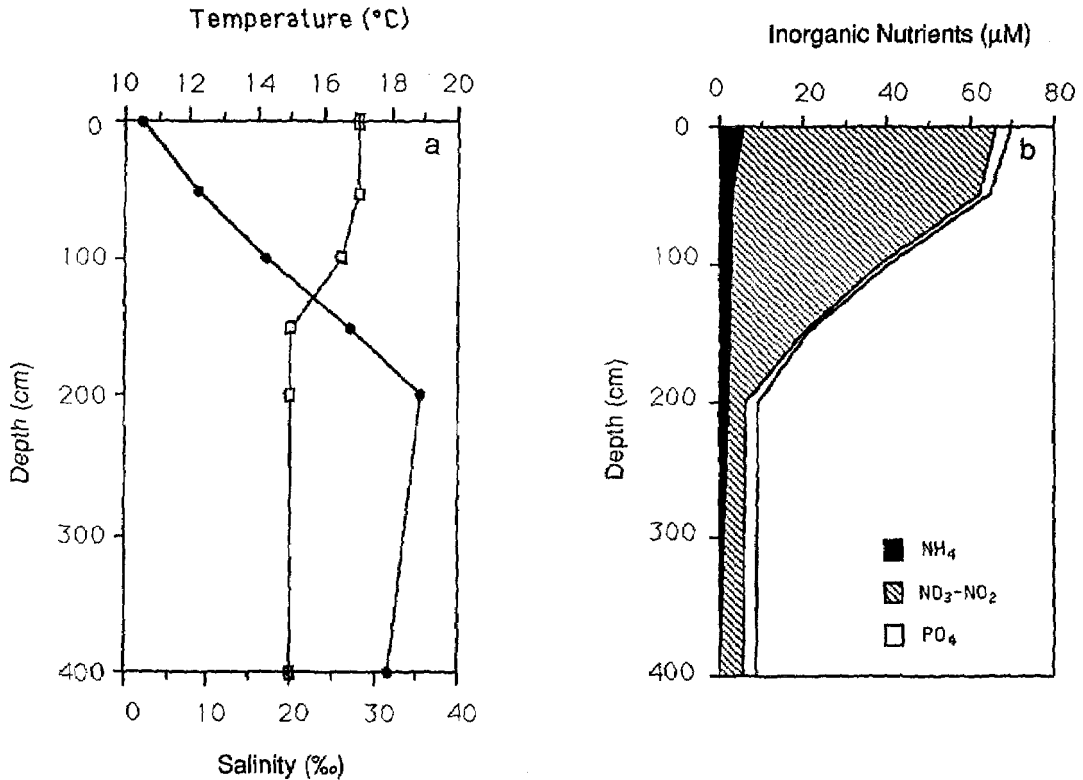 Temperature (°C)
10 12 14 16 18 20
a
0
100
200
300
400
Depth (cm)
0 10 20 30 40
Salinity (‰)
Inorganic Nutrients (µM)
0 20 40 60 80
b
0
100
200
300
400
Depth (cm)
NH₄
NO₃-NO₂
PO₄